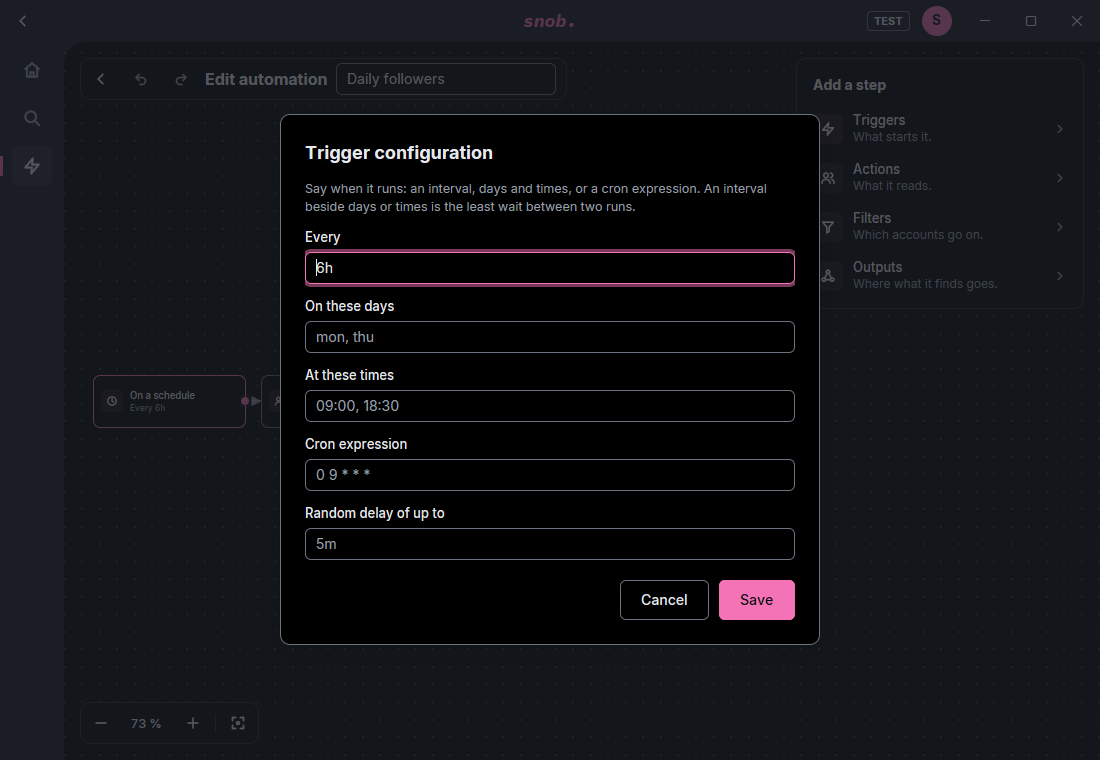 snob.
TEST
S
Edit automation
Daily followers
Add a step
Triggers
What starts it.
Actions
What it reads.
Filters
Which accounts go on.
Outputs
Where what it finds goes.
On a schedule
Every 6h
Trigger configuration
Say when it runs: an interval, days and times, or a cron expression. An interval
beside days or times is the least wait between two runs.
Every
6h
On these days
mon, thu
At these times
09:00, 18:30
Cron expression
0 9 * * *
Random delay of up to
5m
Cancel
Save
73 %